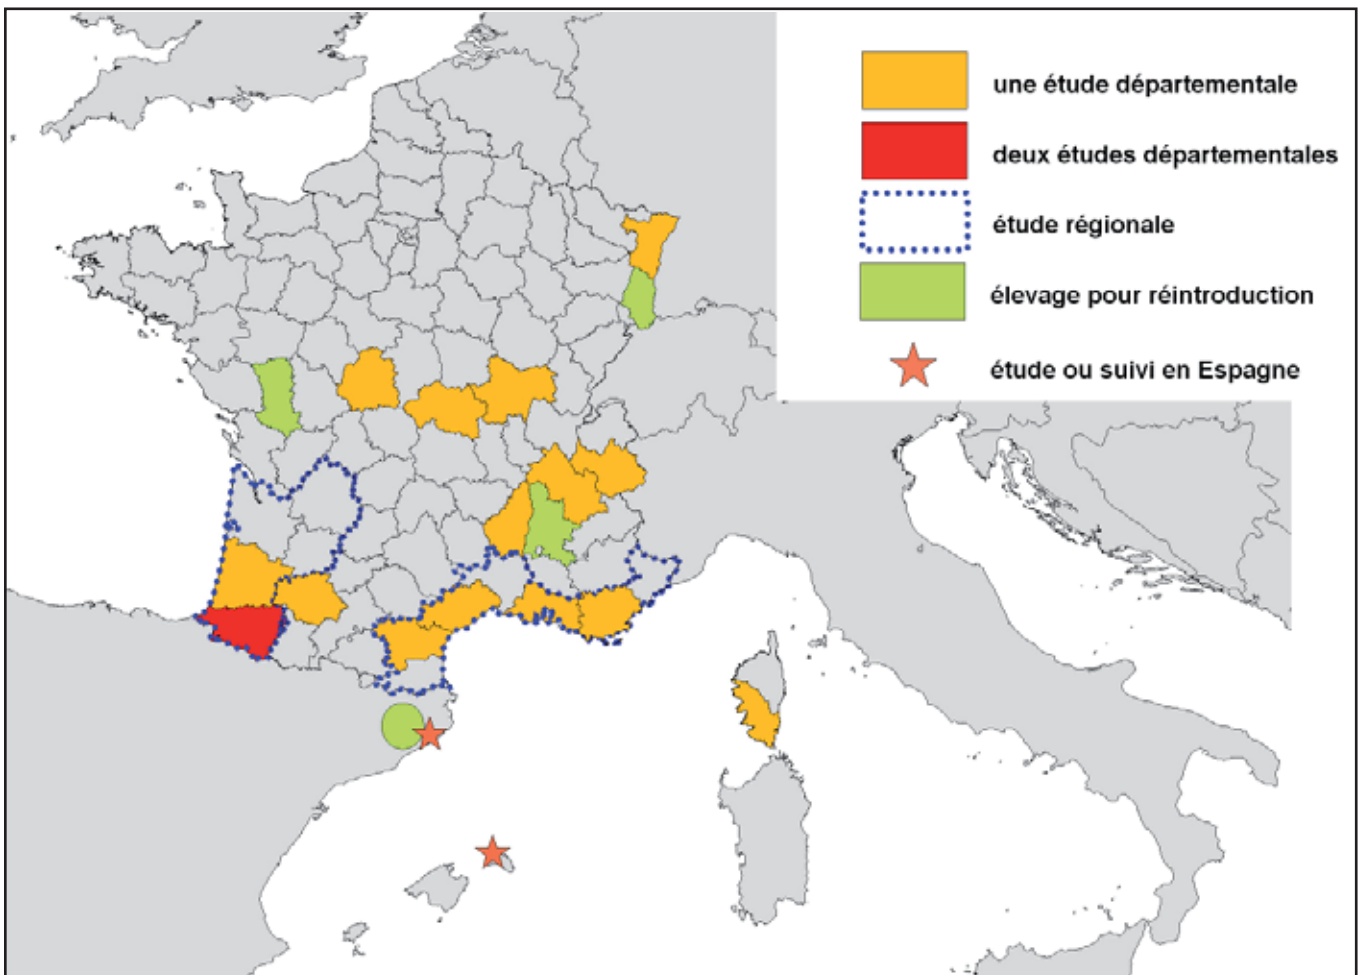 une étude départementale
deux études départementales
étude régionale
élevage pour réintroduction
étude ou suivi en Espagne